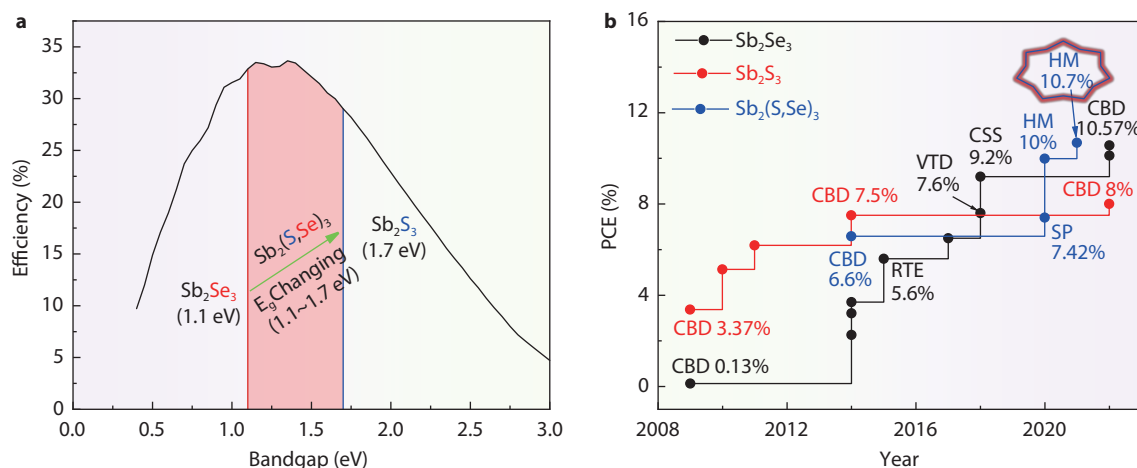 a
Efficiency (%)
35
30
25
20
15
10
5
0
0.0 0.5 1.0 1.5 2.0 2.5 3.0
Bandgap (eV)
Sb₂Se₃
(1.1 eV)
Sb₂(S,Se)₃
E_g Changing
(1.1~1.7 eV)
Sb₂S₃
(1.7 eV)
b
PCE (%)
16
12
8
4
0
2008 2012 2016 2020
Year
Sb₂Se₃
Sb₂S₃
Sb₂(S,Se)₃
HM
10.7%
HM
10%
CBD
10.57%
CSS
9.2%
VTD
7.6%
CBD 7.5%
CBD 8%
CBD
6.6%
RTE
5.6%
SP
7.42%
CBD 3.37%
CBD 0.13%